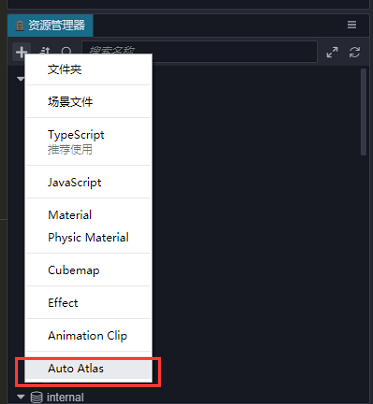 资源管理器
搜索名称
文件夹
场景文件
TypeScript
推荐使用
JavaScript
Material
Physic Material
Cubemap
Effect
Animation Clip
Auto Atlas
internal